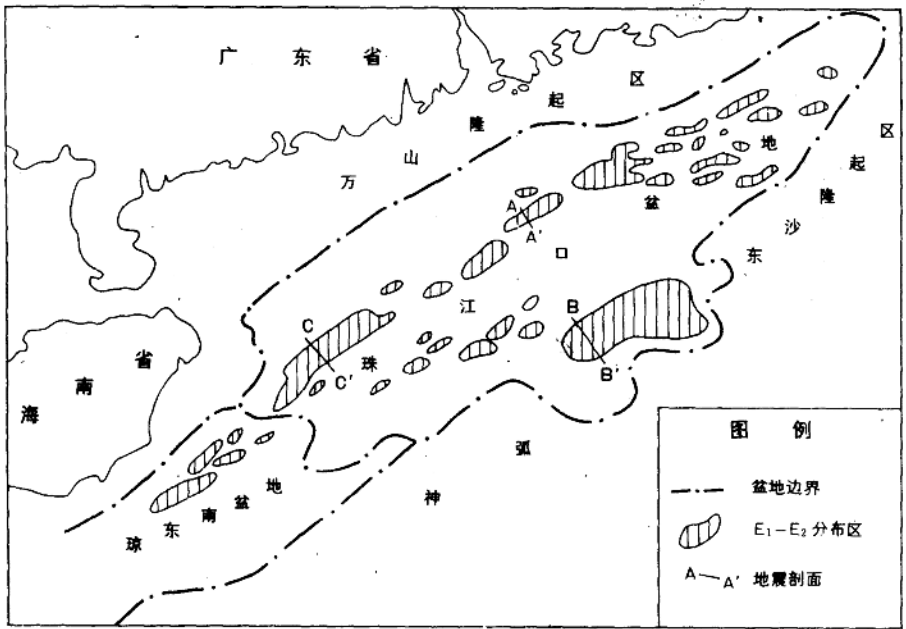 广东省
万山隆起区
东沙隆起区
珠江口盆地
A
A'
B
B'
C
C'
海南省
琼东南盆地
神弧
图例
盆地边界
E₁－E₂分布区
A—A' 地震剖面